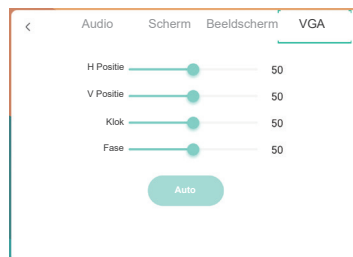 Audio Scherm Beeldscherm VGA
H Positie 50
V Positie 50
Klok 50
Fase 50
Auto